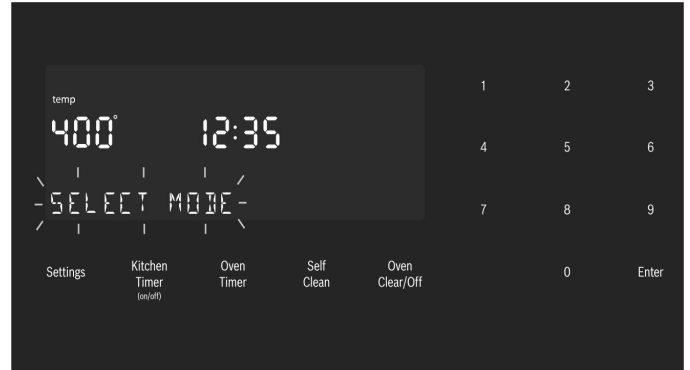 temp
400°
12:35
SELECT MODE
1 2 3
4 5 6
7 8 9
0 Enter
Settings
Kitchen
Timer
(on/off)
Oven
Timer
Self
Clean
Oven
Clear/Off